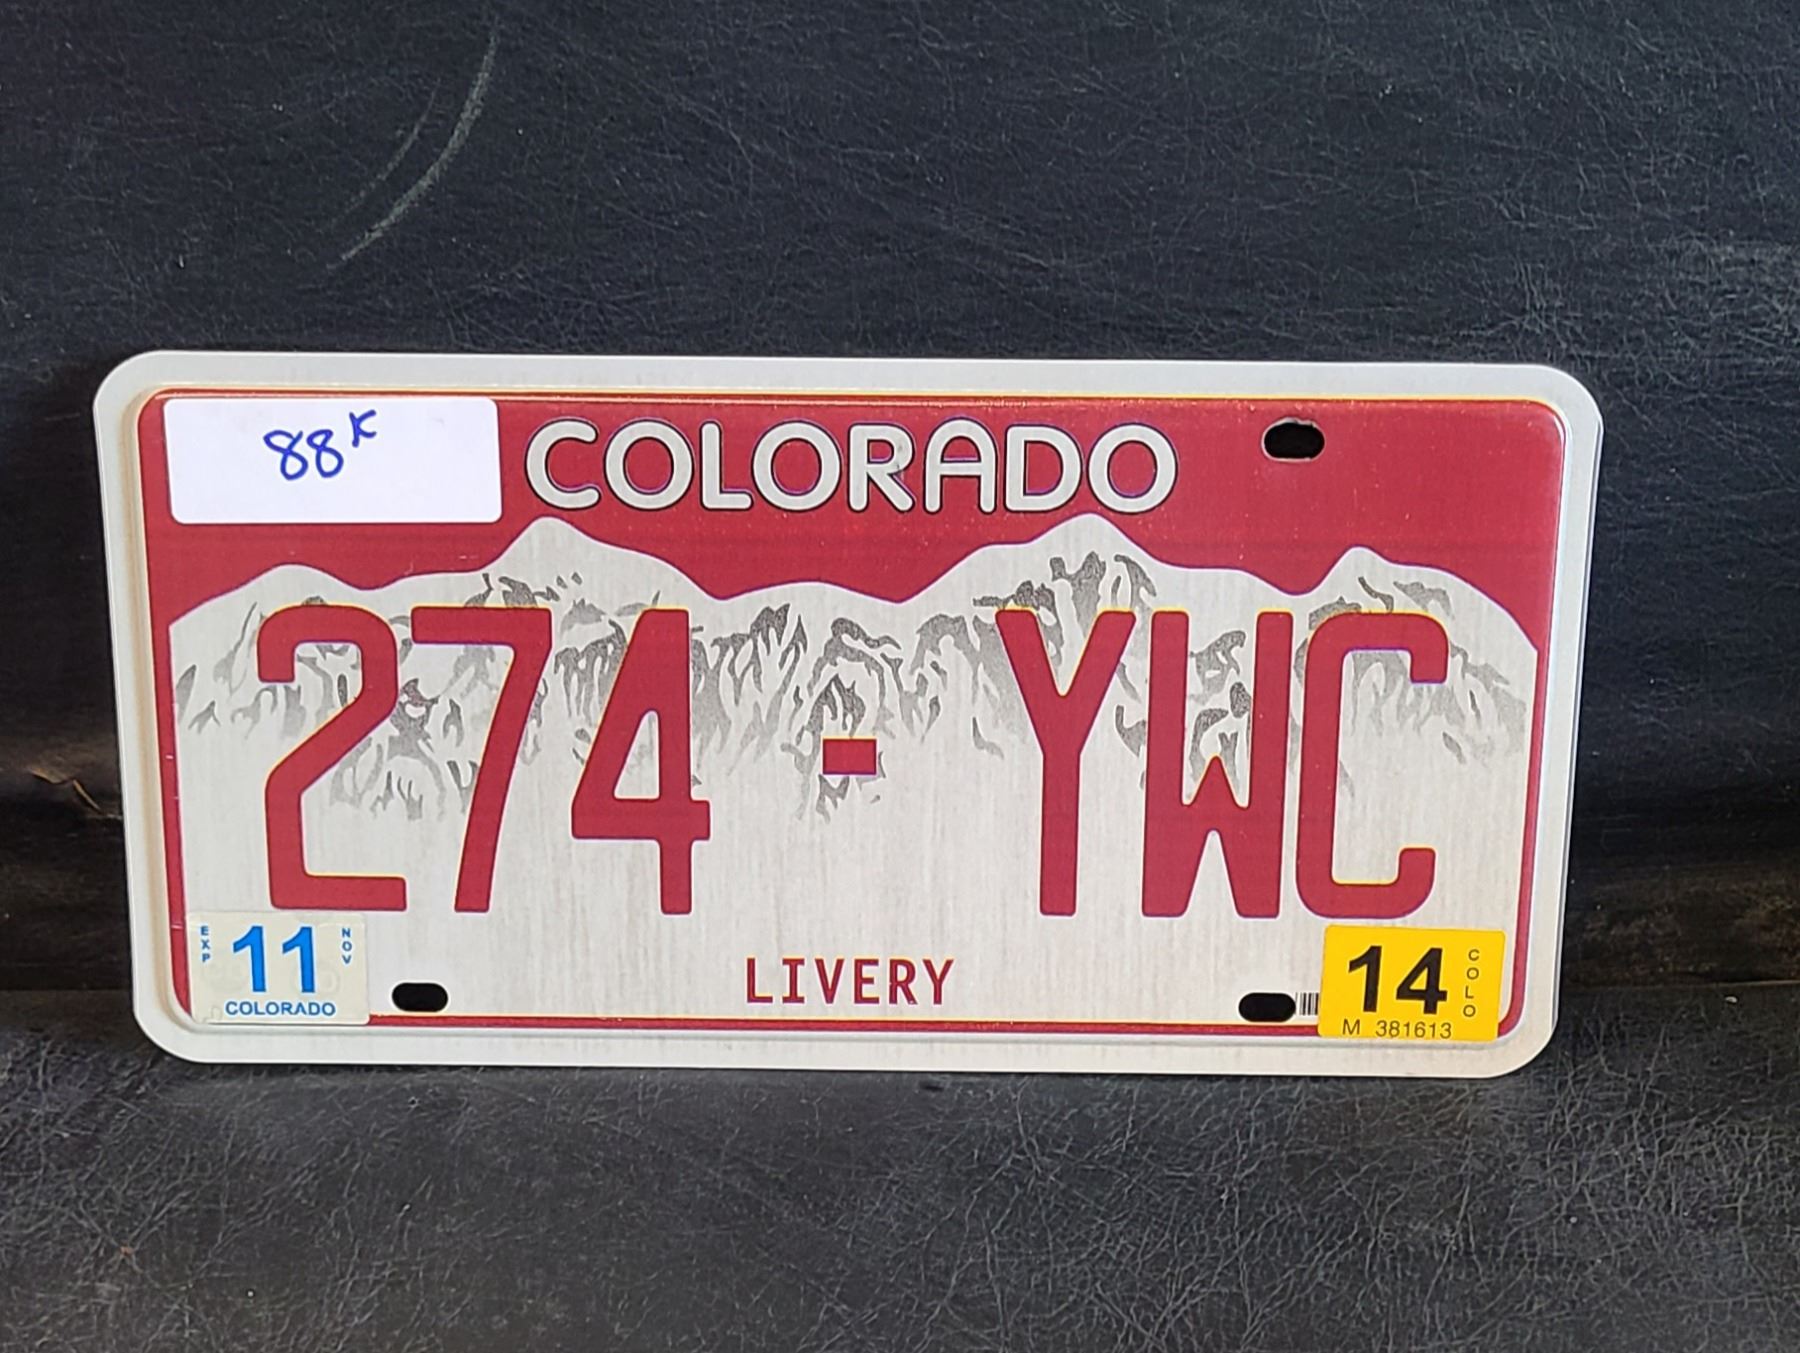 88K
COLORADO
274-YWC
EXP 11 NOV
COLORADO
LIVERY
14 COLO
M 381613